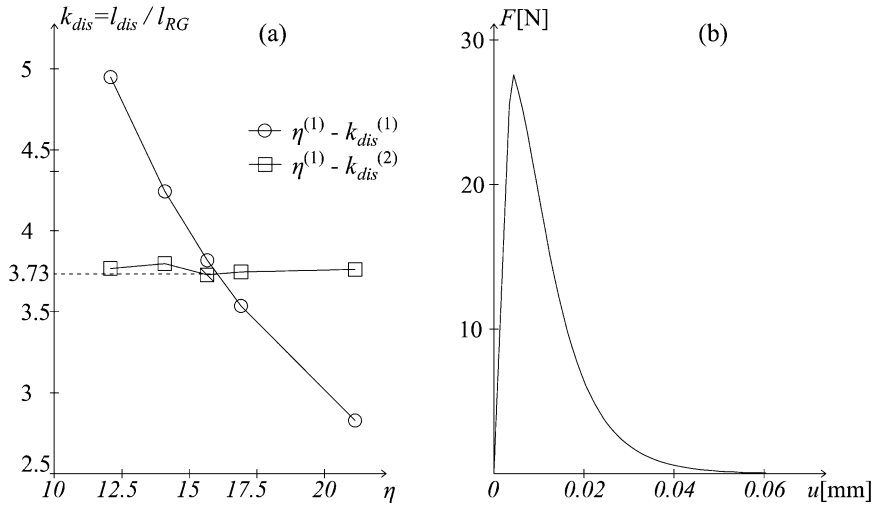 k_dis=l_dis / l_RG
(a)
5
4.5
4
3.73
3.5
3
2.5
η^(1) - k_dis^(1)
η^(1) - k_dis^(2)
10 12.5 15 17.5 20 η
F[N]
(b)
30
20
10
0 0.02 0.04 0.06 u[mm]